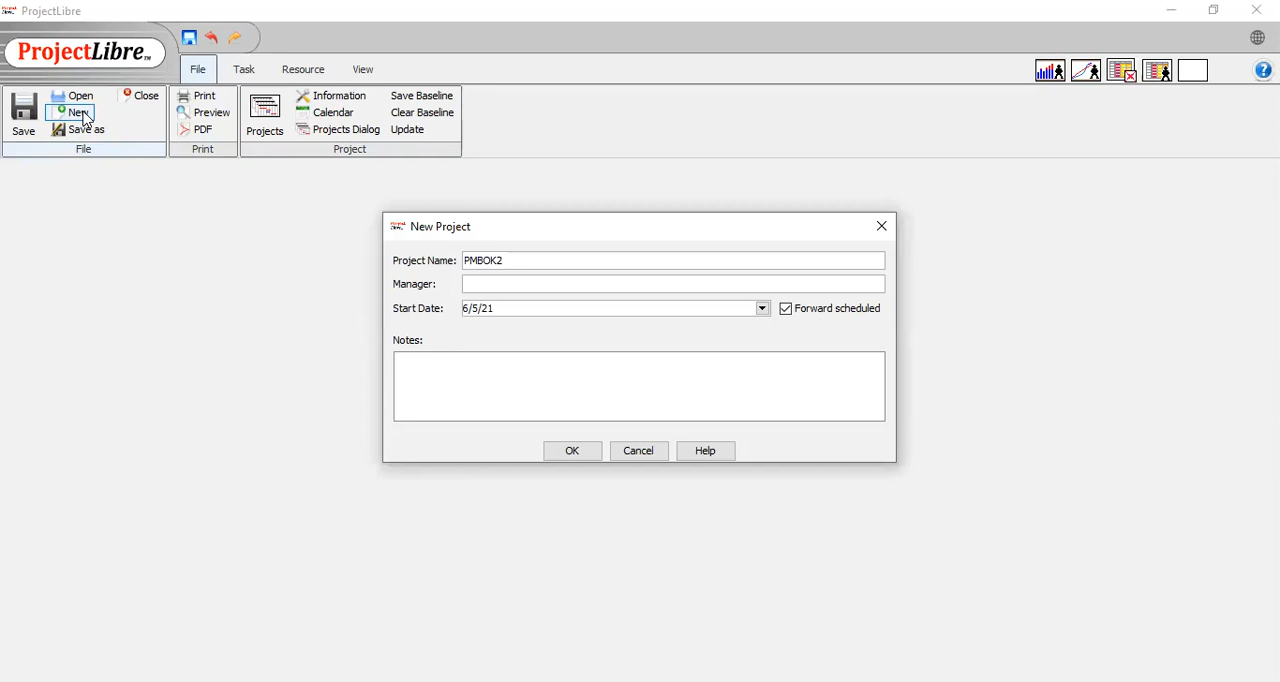 ProjectLibre
ProjectLibre™
File Task Resource View
Open Close
New
Save Save as
File
Print
Preview
PDF
Print
Projects
Information Save Baseline
Calendar Clear Baseline
Projects Dialog Update
Project
New Project
Project Name: PMBOK2
Manager:
Start Date: 6/5/21 Forward scheduled
Notes:
OK Cancel Help